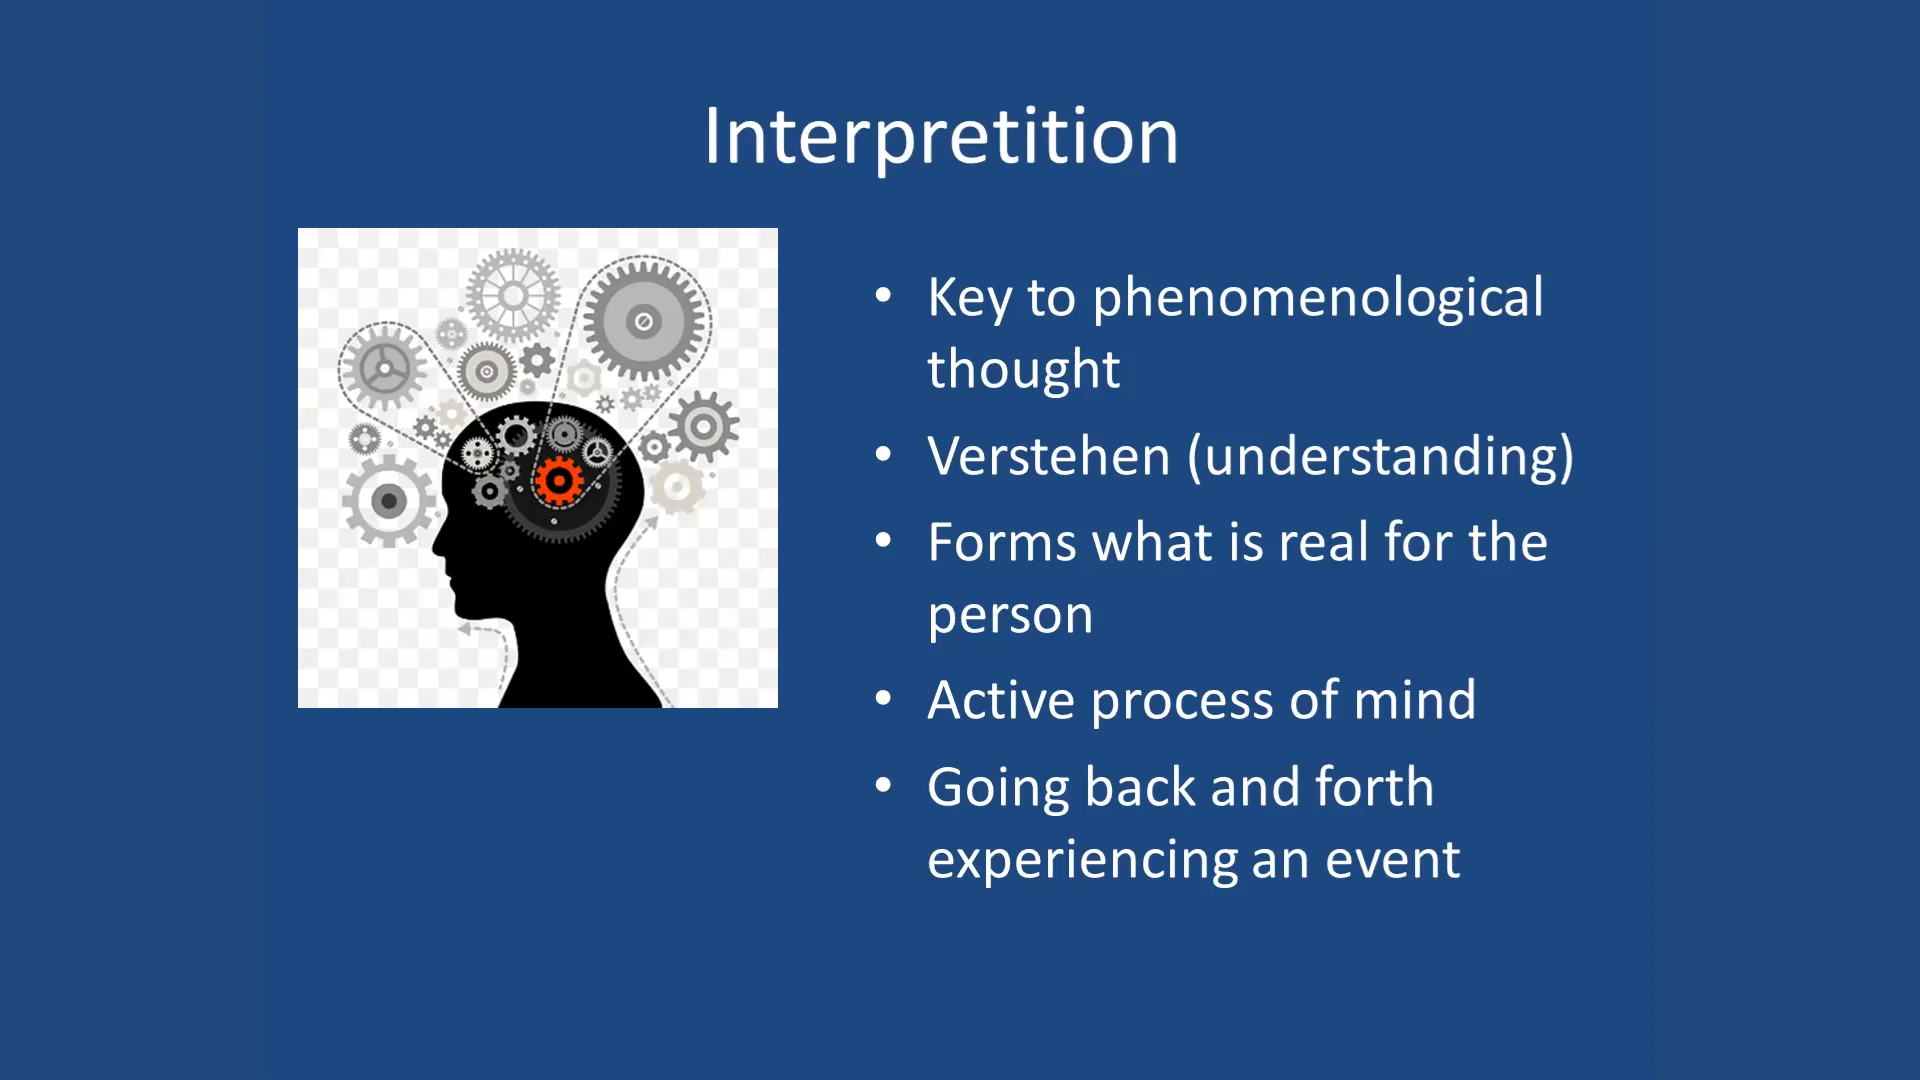 Interpretition
• Key to phenomenological
thought
• Verstehen (understanding)
• Forms what is real for the
person
• Active process of mind
• Going back and forth
experiencing an event